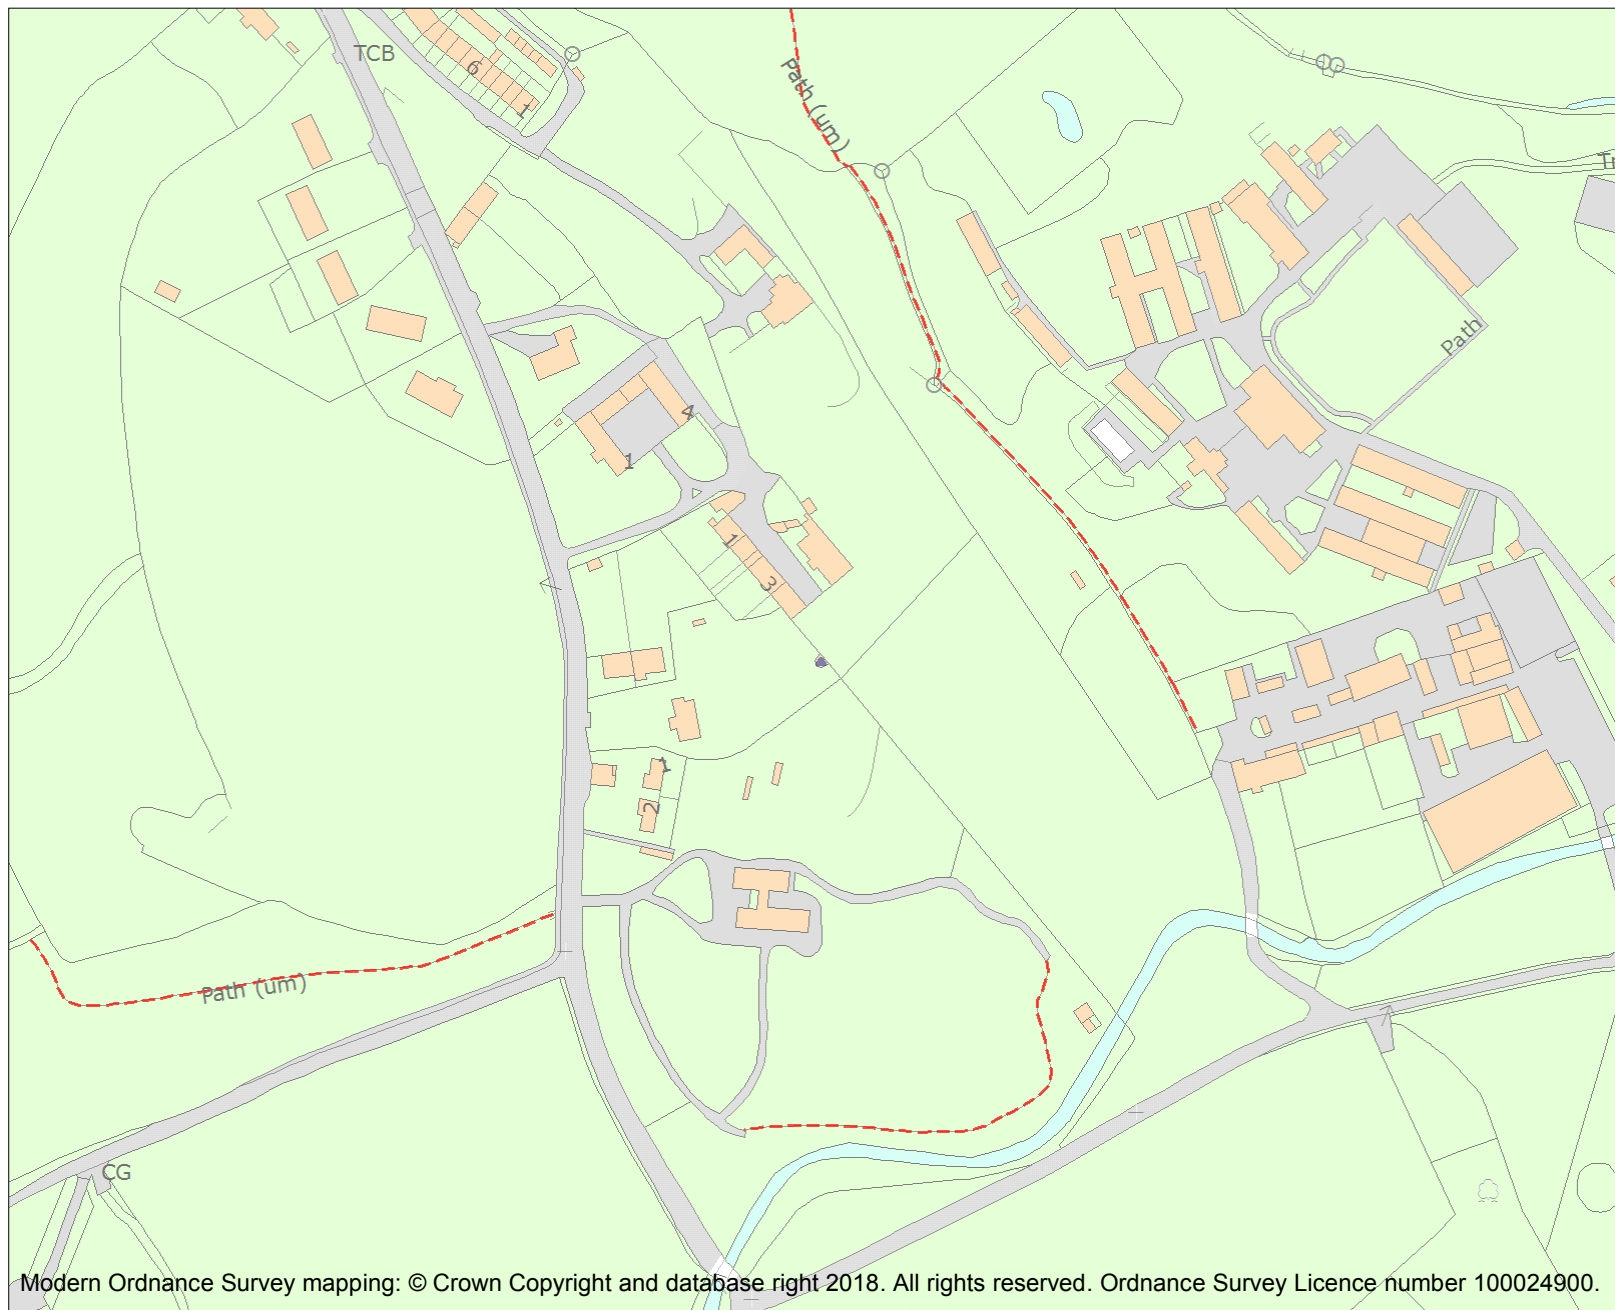 TCB
6
1
Path (um)
Tr
Path
4
1
1
3
1
2
Path (um)
CG
Modern Ordnance Survey mapping: © Crown Copyright and database right 2018. All rights reserved. Ordnance Survey Licence number 100024900.